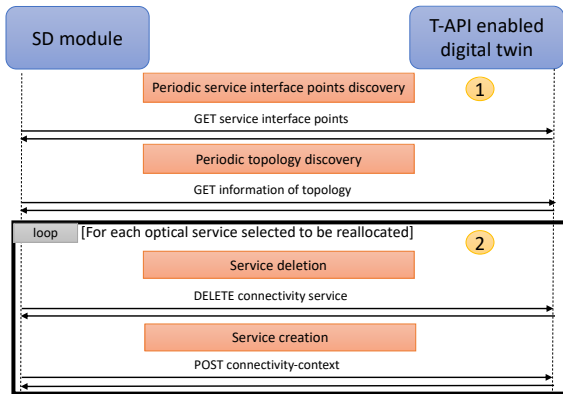 SD module
T-API enabled
digital twin
Periodic service interface points discovery
1
GET service interface points
Periodic topology discovery
GET information of topology
loop
[For each optical service selected to be reallocated]
2
Service deletion
DELETE connectivity service
Service creation
POST connectivity-context